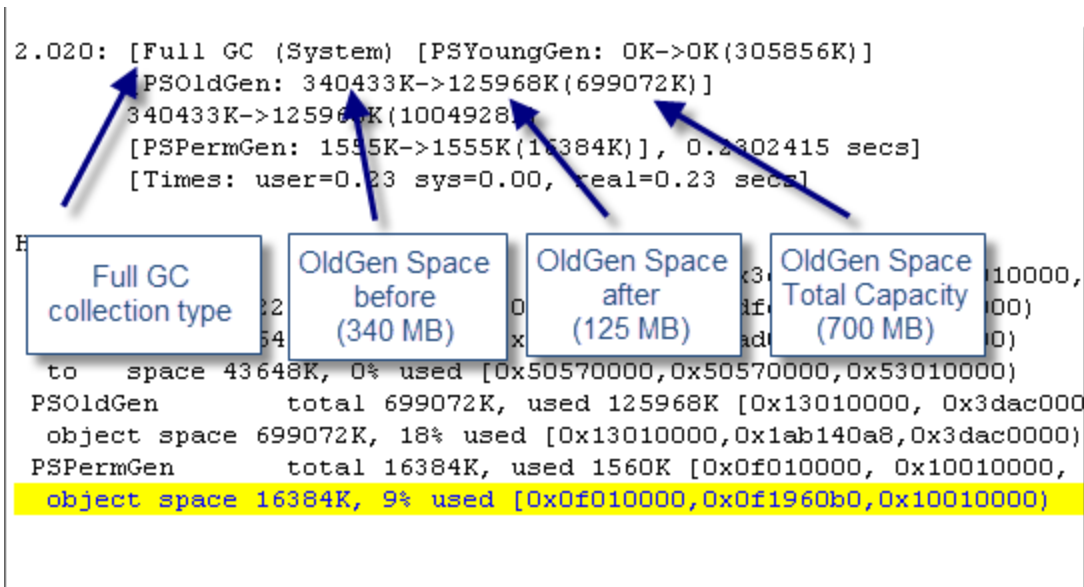 2.020: [Full GC (System) [PSYoungGen: 0K->0K(305856K)]
[PSOldGen: 340433K->125968K(699072K)]
340433K->125968K(1004928K)
[PSPermGen: 1555K->1555K(16384K)], 0.2302415 secs]
[Times: user=0.23 sys=0.00, real=0.23 secs]
Full GC
collection type
OldGen Space
before
(340 MB)
OldGen Space
after
(125 MB)
OldGen Space
Total Capacity
(700 MB)
to space 43648K, 0% used [0x50570000,0x50570000,0x53010000)
PSOldGen total 699072K, used 125968K [0x13010000, 0x3dac000
object space 699072K, 18% used [0x13010000,0x1ab140a8,0x3dac0000)
PSPermGen total 16384K, used 1560K [0x0f010000, 0x10010000,
object space 16384K, 9% used [0x0f010000,0x0f1960b0,0x10010000)